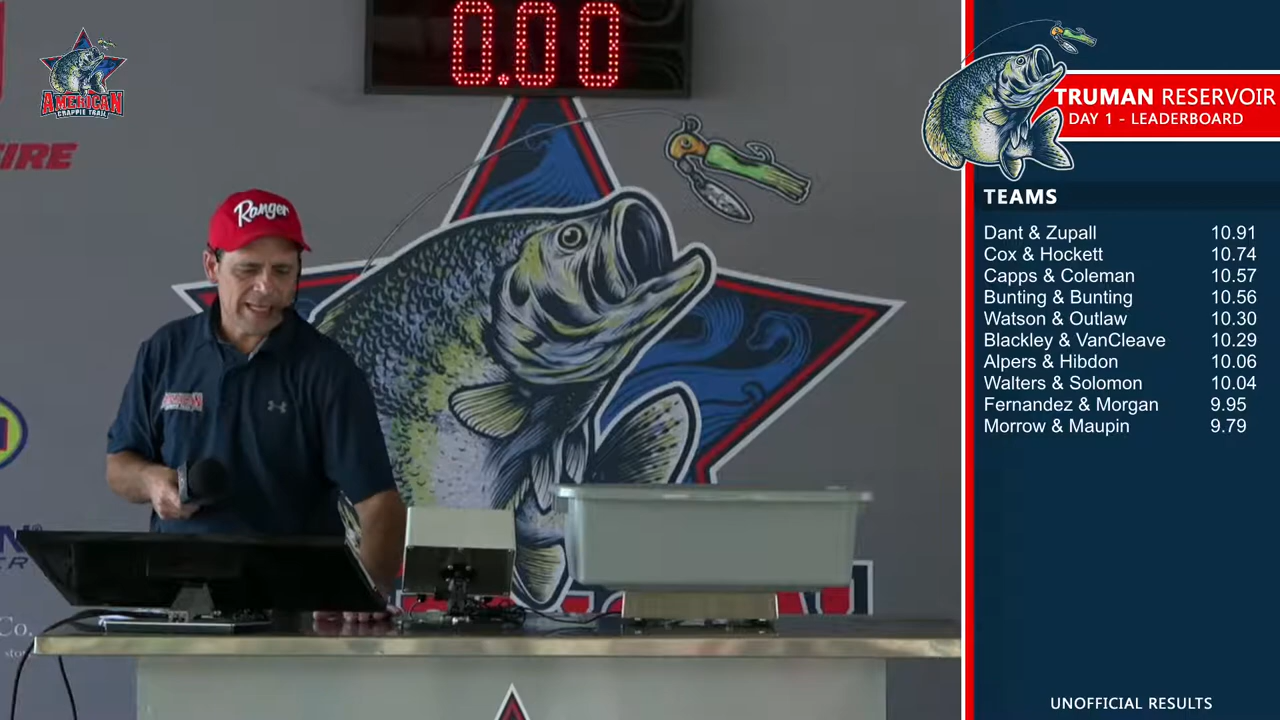 0.00
AMERICAN
CRAPPIE TRAIL
Ranger
TRUMAN RESERVOIR
DAY 1 - LEADERBOARD
TEAMS
Dant & Zupall 10.91
Cox & Hockett 10.74
Capps & Coleman 10.57
Bunting & Bunting 10.56
Watson & Outlaw 10.30
Blackley & VanCleave 10.29
Alpers & Hibdon 10.06
Walters & Solomon 10.04
Fernandez & Morgan 9.95
Morrow & Maupin 9.79
Co.
UNOFFICIAL RESULTS